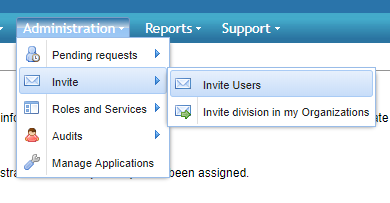 Administration Reports Support
Pending requests
Invite
Invite Users
Roles and Services
Invite division in my Organizations
Audits
Manage Applications
been assigned.